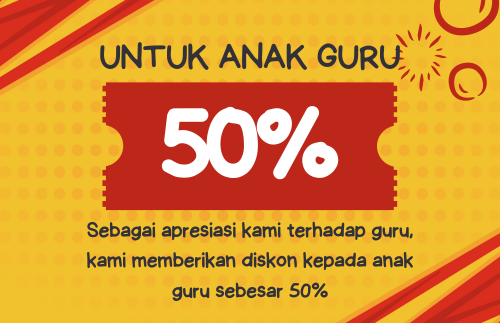 UNTUK ANAK GURU
50%
Sebagai apresiasi kami terhadap guru,
kami memberikan diskon kepada anak
guru sebesar 50%